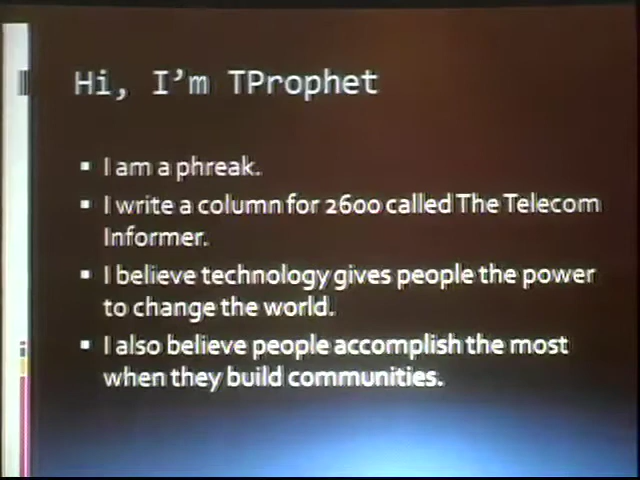 Hi, I'm TProphet
▪ I am a phreak.
▪ I write a column for 2600 called The Telecom
Informer.
▪ I believe technology gives people the power
to change the world.
▪ I also believe people accomplish the most
when they build communities.